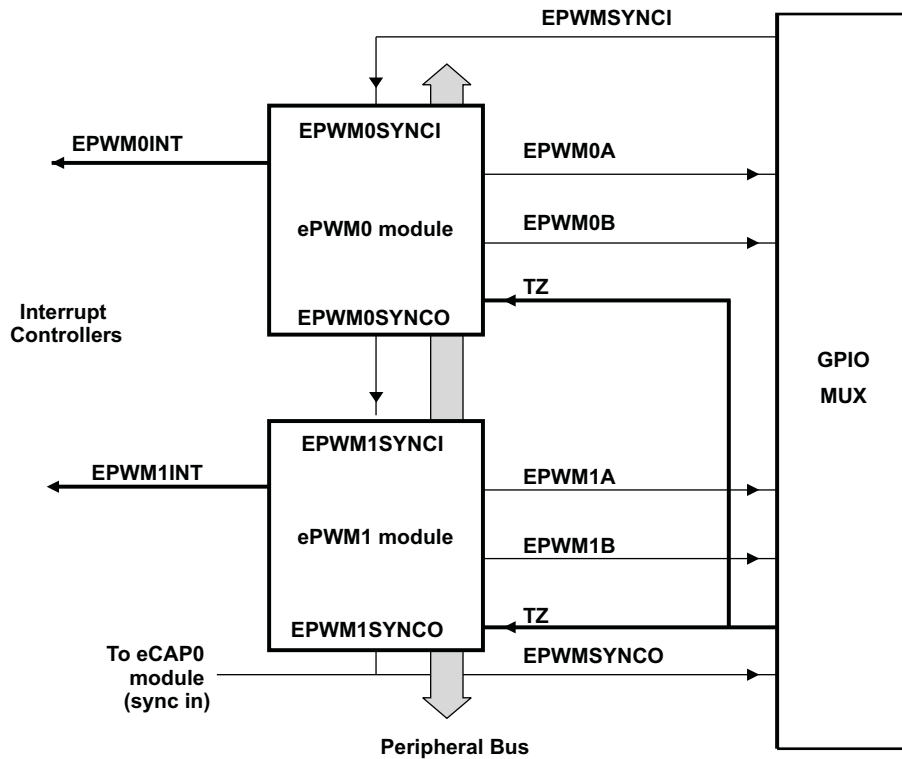 EPWMSYNCI
EPWM0SYNCI
EPWM0INT
EPWM0A
ePWM0 module
EPWM0B
TZ
EPWM0SYNCO
Interrupt
Controllers
GPIO
MUX
EPWM1SYNCI
EPWM1INT
EPWM1A
ePWM1 module
EPWM1B
TZ
EPWM1SYNCO
To eCAP0
module
(sync in)
EPWMSYNCO
Peripheral Bus